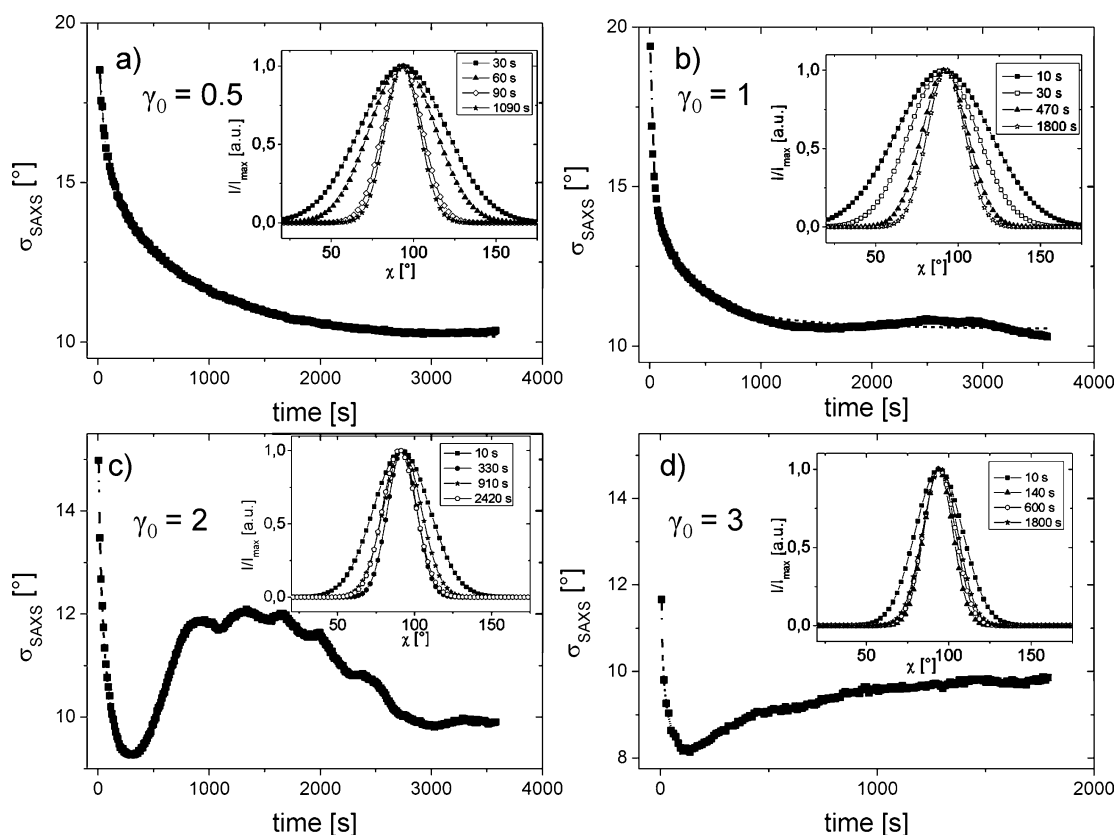 a)
γ0 = 0.5
σSAXS [°]
20
15
10
0
1000
2000
3000
4000
time [s]
I/Imax [a.u.]
1,0
0,5
0,0
50
100
150
χ [°]
30 s
60 s
90 s
1090 s
b)
γ0 = 1
σSAXS [°]
20
15
10
0
1000
2000
3000
4000
time [s]
I/Imax [a.u.]
1,0
0,5
0,0
50
100
150
χ [°]
10 s
30 s
470 s
1800 s
c)
γ0 = 2
σSAXS [°]
14
12
10
0
1000
2000
3000
4000
time [s]
I/Imax [a.u.]
1,0
0,5
0,0
50
100
150
χ [°]
10 s
330 s
910 s
2420 s
d)
γ0 = 3
σSAXS [°]
14
12
10
8
0
1000
2000
time [s]
I/Imax [a.u.]
1,0
0,5
0,0
50
100
150
χ [°]
10 s
140 s
600 s
1800 s